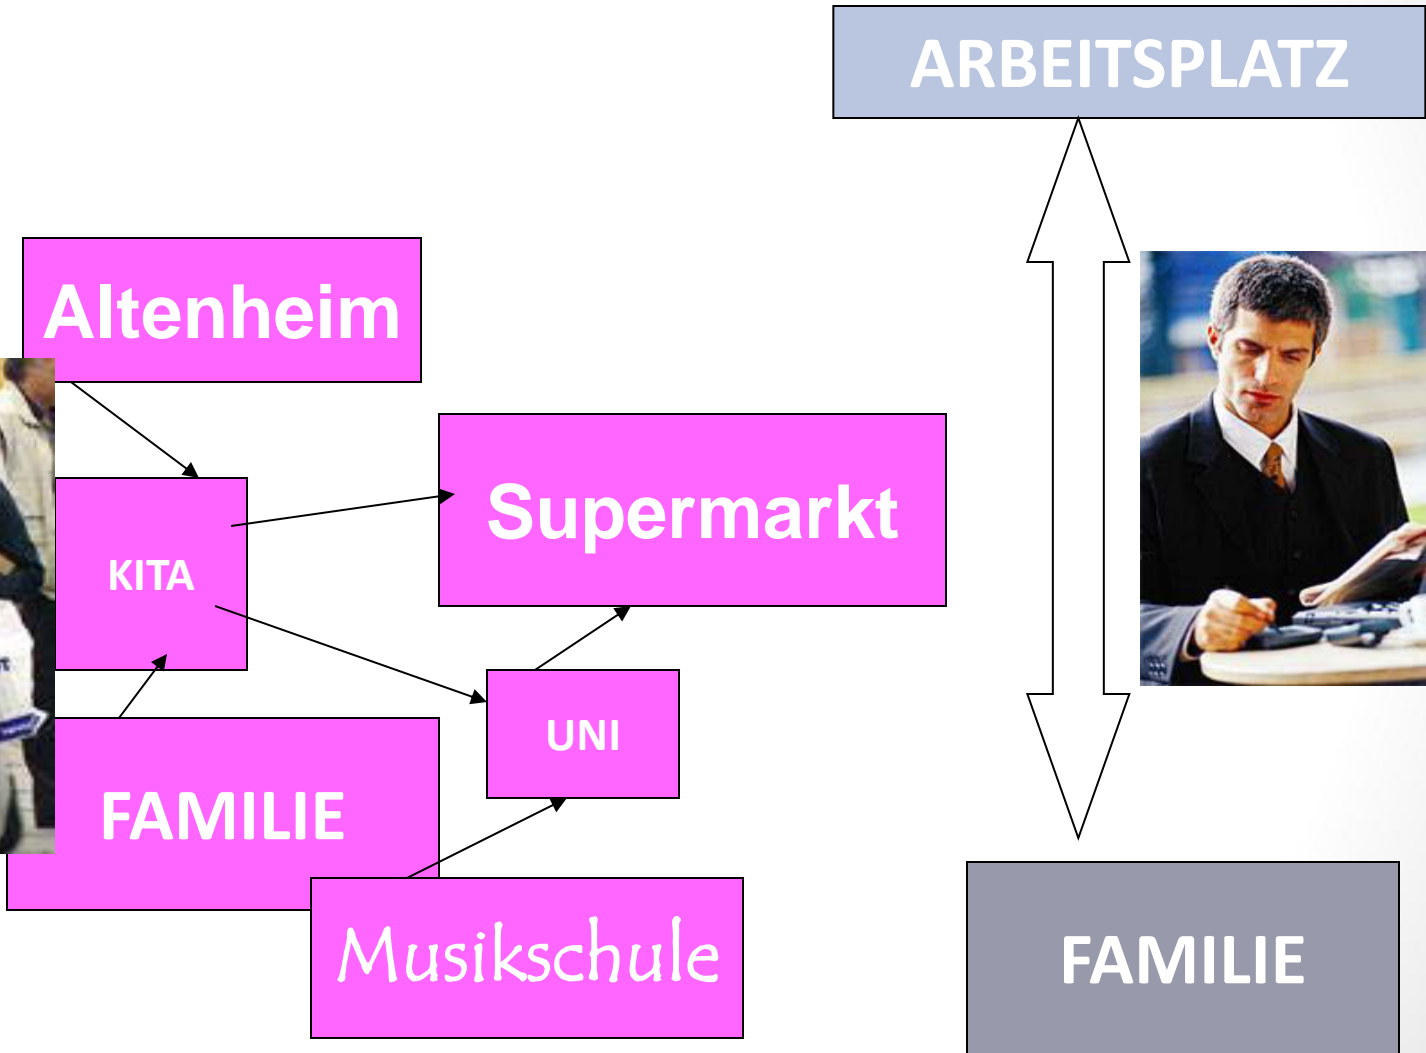 ARBEITSPLATZ
Altenheim
Supermarkt
KITA
UNI
FAMILIE
Musikschule
FAMILIE